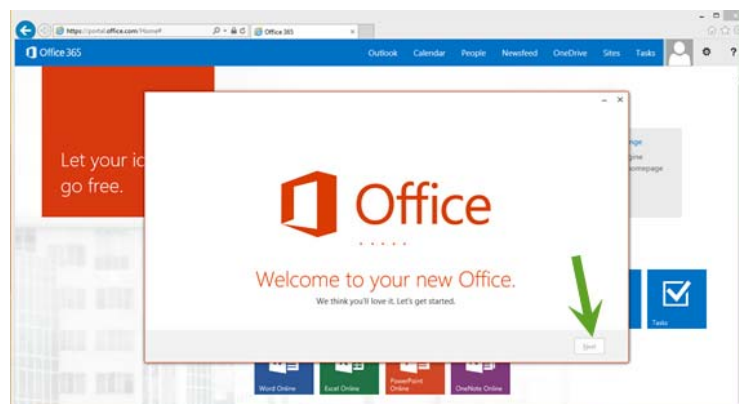 https://portal.office.com/Home#
Office 365
Office 365
Outlook Calendar People Newsfeed OneDrive Sites Tasks
?
Let your
go free.
Office
Welcome to your new Office.
We think you'll love it. Let's get started.
Next
Tasks
Word Online
Excel Online
PowerPoint
Online
OneNote Online